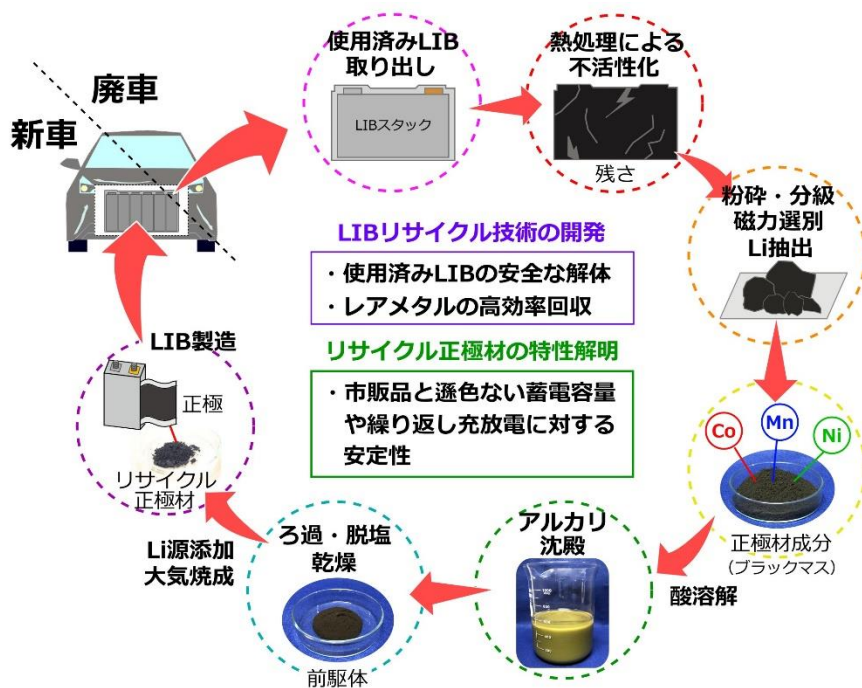 廃車
新車
使用済みLIB
取り出し
LIBスタック
熱処理による
不活性化
残さ
粉砕・分級
磁力選別
Li抽出
Co
Mn
Ni
正極材成分
(ブラックマス)
酸溶解
アルカリ
沈殿
ろ過・脱塩
乾燥
前駆体
Li源添加
大気焼成
LIB製造
正極
リサイクル
正極材
LIBリサイクル技術の開発
・使用済みLIBの安全な解体
・レアメタルの高効率回収
リサイクル正極材の特性解明
・市販品と遜色ない蓄電容量
や繰り返し充放電に対する
安定性